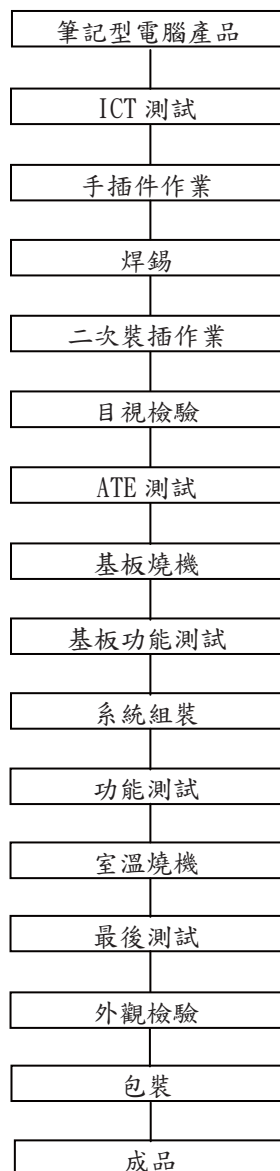 筆記型電腦產品
ICT 測試
手插件作業
焊錫
二次裝插作業
目視檢驗
ATE 測試
基板燒機
基板功能測試
系統組裝
功能測試
室溫燒機
最後測試
外觀檢驗
包裝
成品